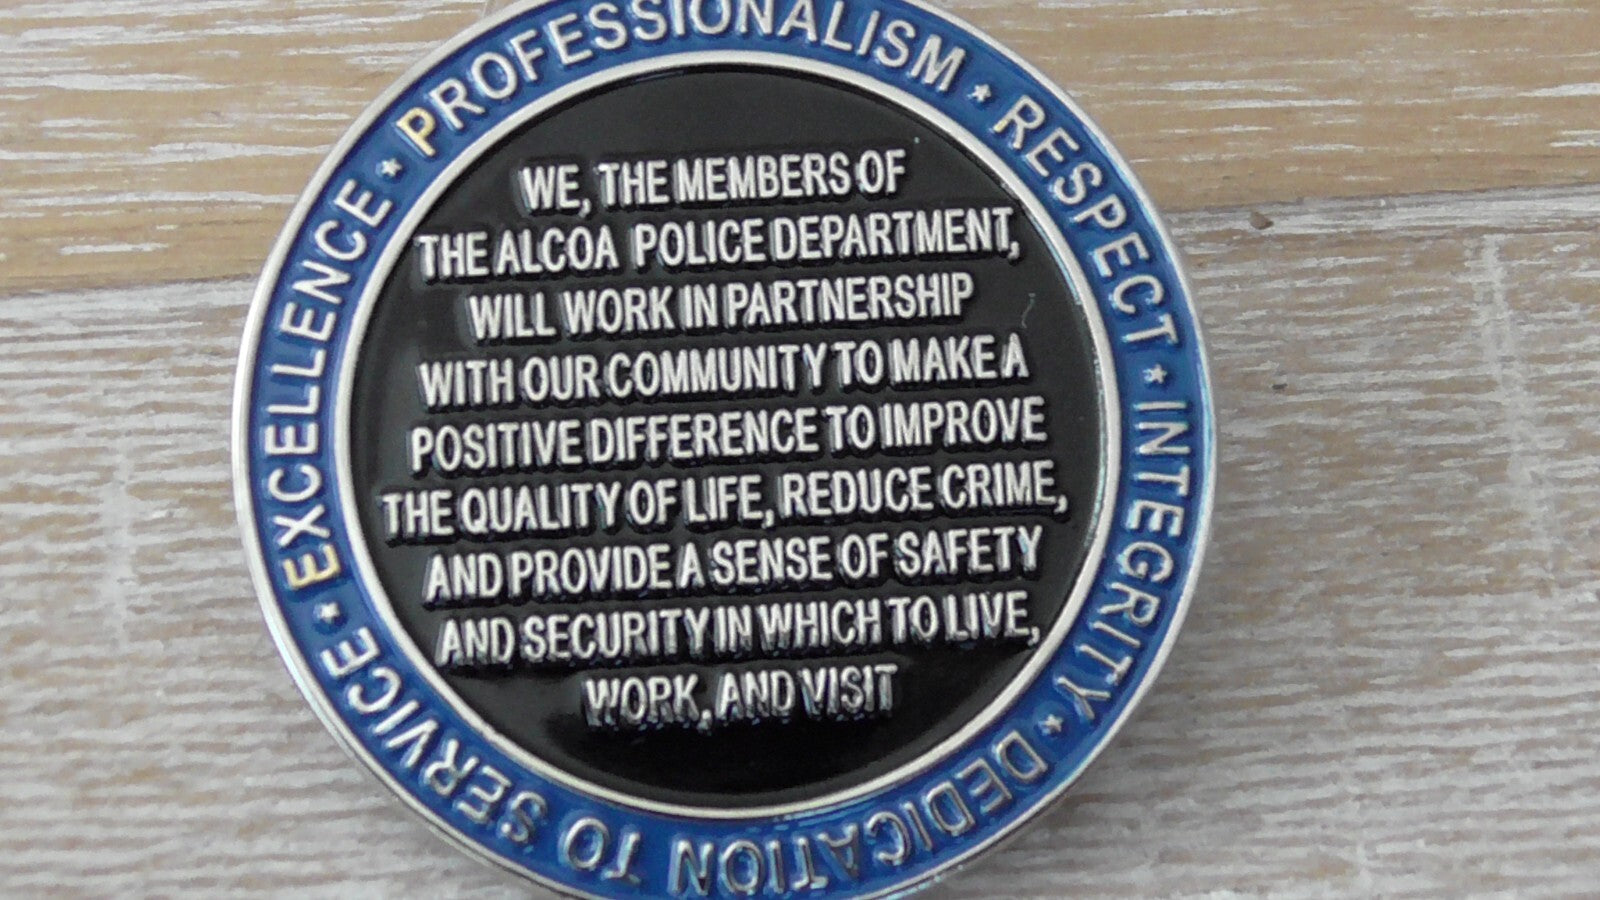 PROFESSIONALISM ★ RESPECT ★ INTEGRITY ★ DEDICATION TO SERVICE ★ EXCELLENCE ★
WE, THE MEMBERS OF
THE ALCOA POLICE DEPARTMENT,
WILL WORK IN PARTNERSHIP
WITH OUR COMMUNITY TO MAKE A
POSITIVE DIFFERENCE TO IMPROVE
THE QUALITY OF LIFE, REDUCE CRIME,
AND PROVIDE A SENSE OF SAFETY
AND SECURITY IN WHICH TO LIVE,
WORK, AND VISIT